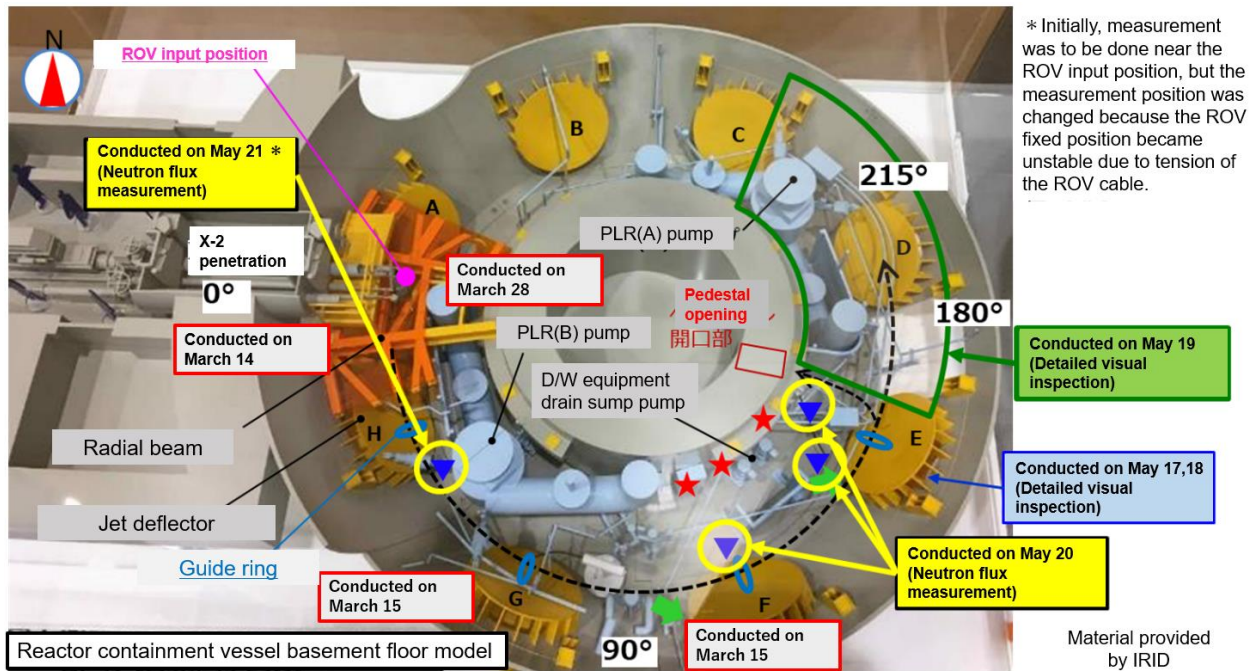 N
ROV input position
Conducted on May 21 *
(Neutron flux
measurement)
X-2
penetration
0°
A
B
C
D
E
F
G
H
215°
180°
90°
PLR(A) pump
Conducted on
March 28
Pedestal
opening
開口部
PLR(B) pump
Conducted on
March 14
D/W equipment
drain sump pump
Radial beam
Jet deflector
Guide ring
Conducted on
March 15
Conducted on
March 15
Reactor containment vessel basement floor model
* Initially, measurement
was to be done near the
ROV input position, but the
measurement position was
changed because the ROV
fixed position became
unstable due to tension of
the ROV cable.
Conducted on May 19
(Detailed visual
inspection)
Conducted on May 17,18
(Detailed visual
inspection)
Conducted on May 20
(Neutron flux
measurement)
Material provided
by IRID